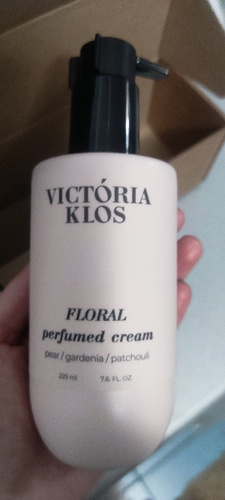 VICTÓRIA
KLOS
FLORAL
perfumed cream
pear / gardenia / patchouli
225 ml 7.6 FL. OZ.